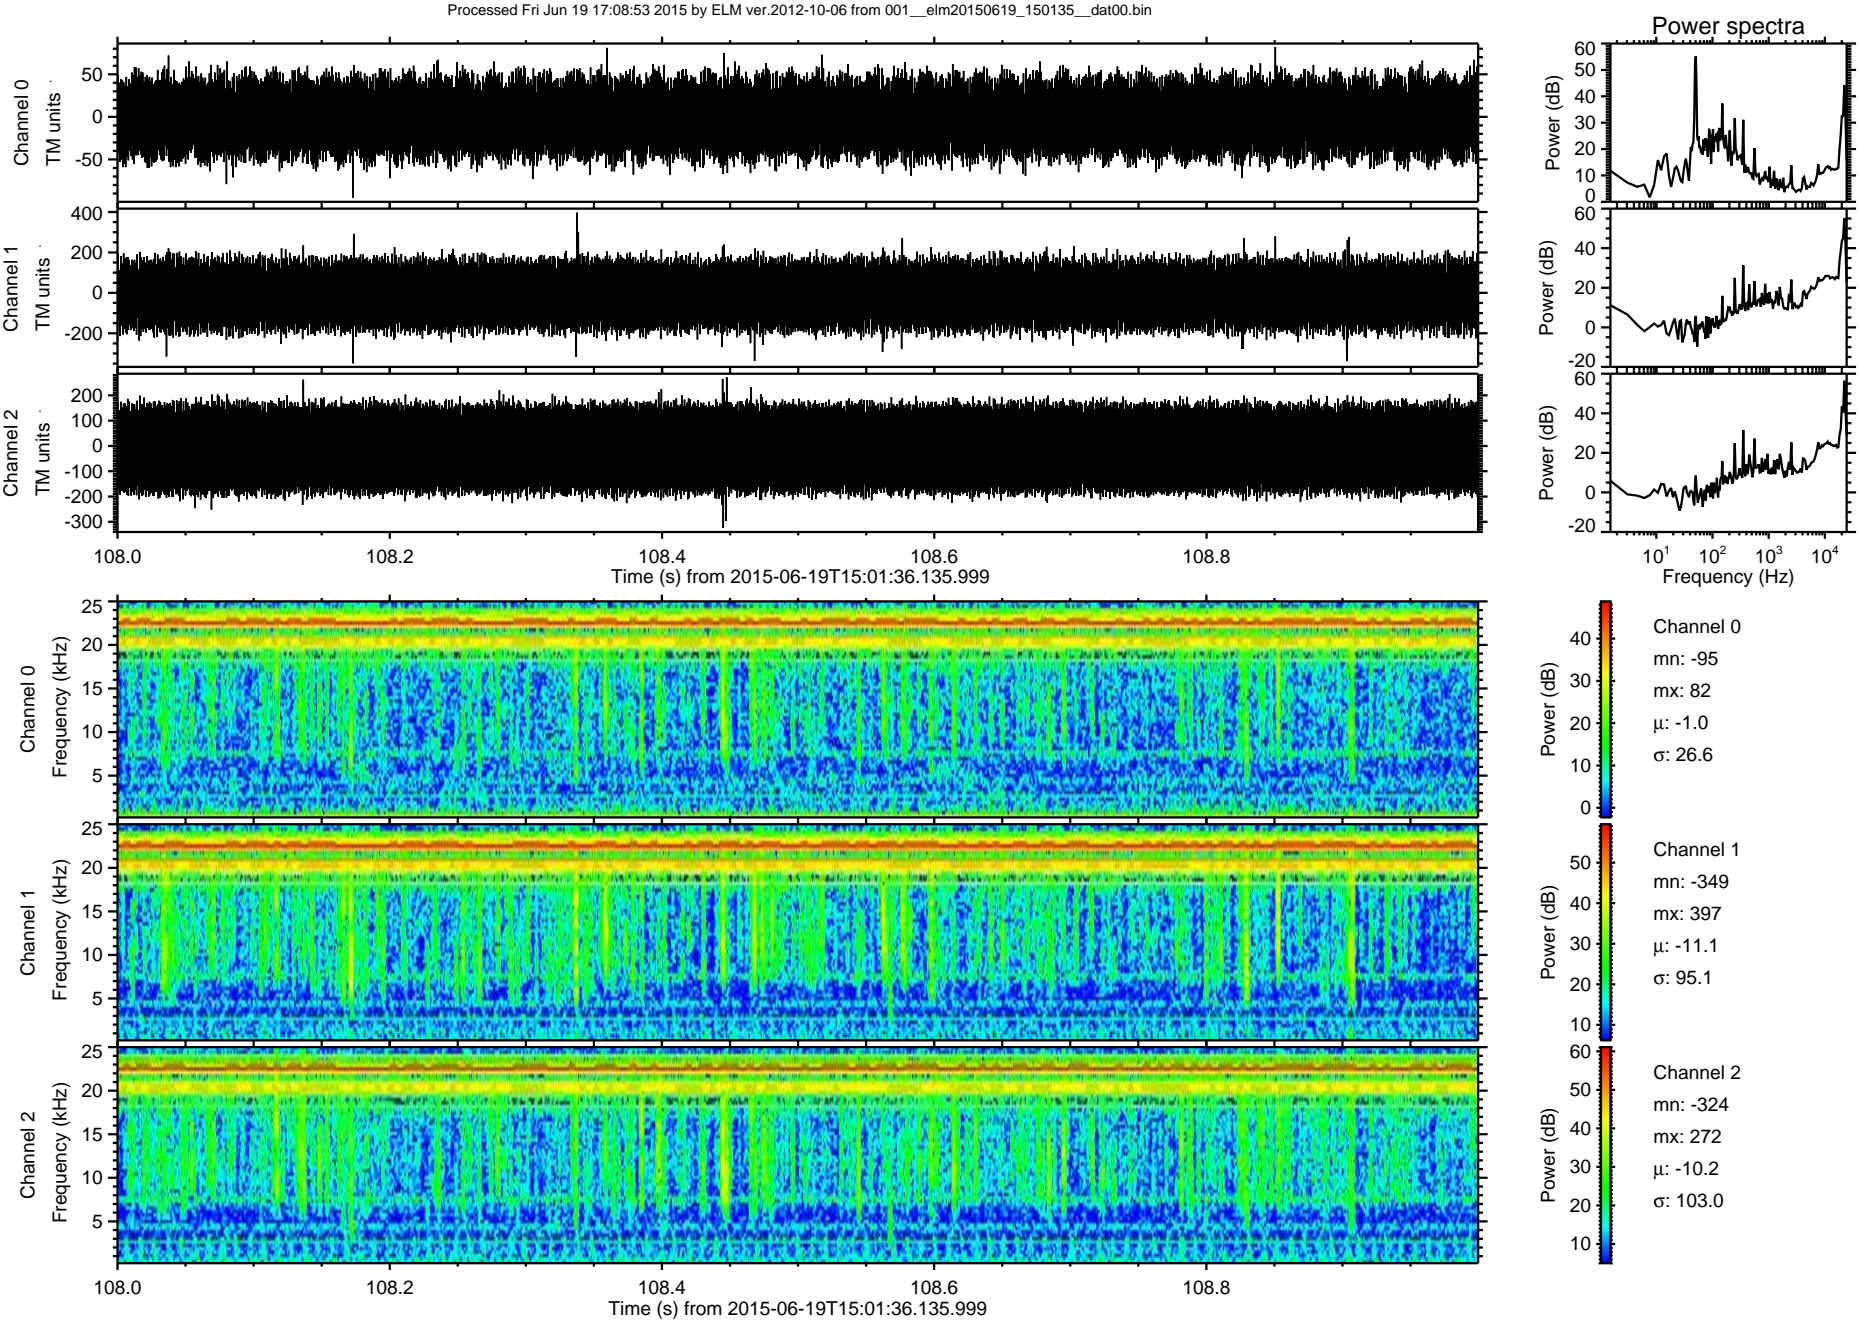 Processed Fri Jun 19 17:08:53 2015 by ELM ver.2012-10-06 from 001__elm20150619_150135__dat00.bin
Power spectra
Channel 0
TM units
50
0
-50
Power (dB)
60
50
40
30
20
10
0
Channel 1
TM units
400
200
0
-200
Power (dB)
60
40
20
0
-20
Channel 2
TM units
200
100
0
-100
-200
-300
Power (dB)
60
40
20
0
-20
108.0 108.2 108.4 108.6 108.8
Time (s) from 2015-06-19T15:01:36.135.999
10^1 10^2 10^3 10^4
Frequency (Hz)
Channel 0
Frequency (kHz)
25
20
15
10
5
Power (dB)
40
30
20
10
0
Channel 0
mn: -95
mx: 82
μ: -1.0
σ: 26.6
Channel 1
Frequency (kHz)
25
20
15
10
5
Power (dB)
50
40
30
20
10
Channel 1
mn: -349
mx: 397
μ: -11.1
σ: 95.1
Channel 2
Frequency (kHz)
25
20
15
10
5
Power (dB)
60
50
40
30
20
10
Channel 2
mn: -324
mx: 272
μ: -10.2
σ: 103.0
108.0 108.2 108.4 108.6 108.8
Time (s) from 2015-06-19T15:01:36.135.999